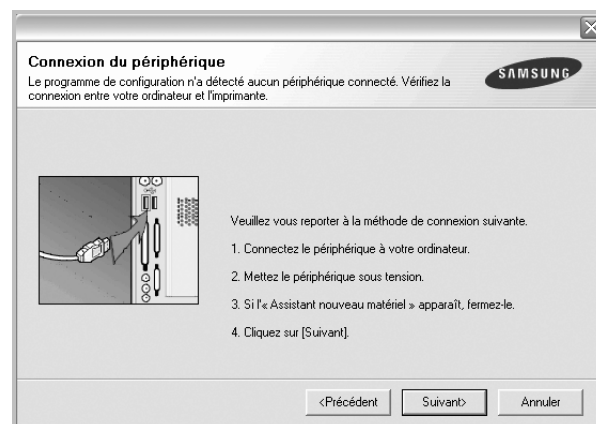 Connexion du périphérique
Le programme de configuration n'a détecté aucun périphérique connecté. Vérifiez la
connexion entre votre ordinateur et l'imprimante.
SAMSUNG
Veuillez vous reporter à la méthode de connexion suivante.
1. Connectez le périphérique à votre ordinateur.
2. Mettez le périphérique sous tension.
3. Si l'« Assistant nouveau matériel » apparaît, fermez-le.
4. Cliquez sur [Suivant].
<Précédent
Suivant>
Annuler